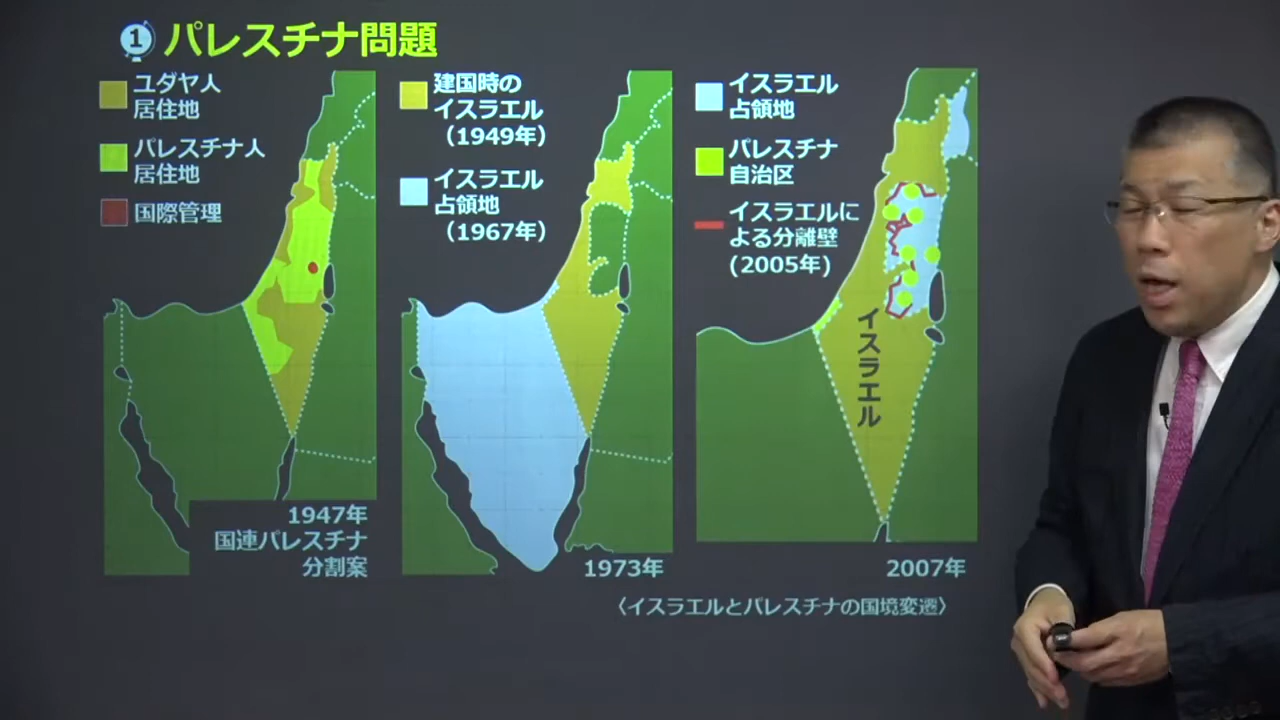 1 パレスチナ問題
ユダヤ人
居住地
パレスチナ人
居住地
国際管理
1947年
国連パレスチナ
分割案
建国時の
イスラエル
（1949年）
イスラエル
占領地
（1967年）
1973年
イスラエル
占領地
パレスチナ
自治区
イスラエルに
よる分離壁
(2005年)
イスラエル
2007年
〈イスラエルとパレスチナの国境変遷〉